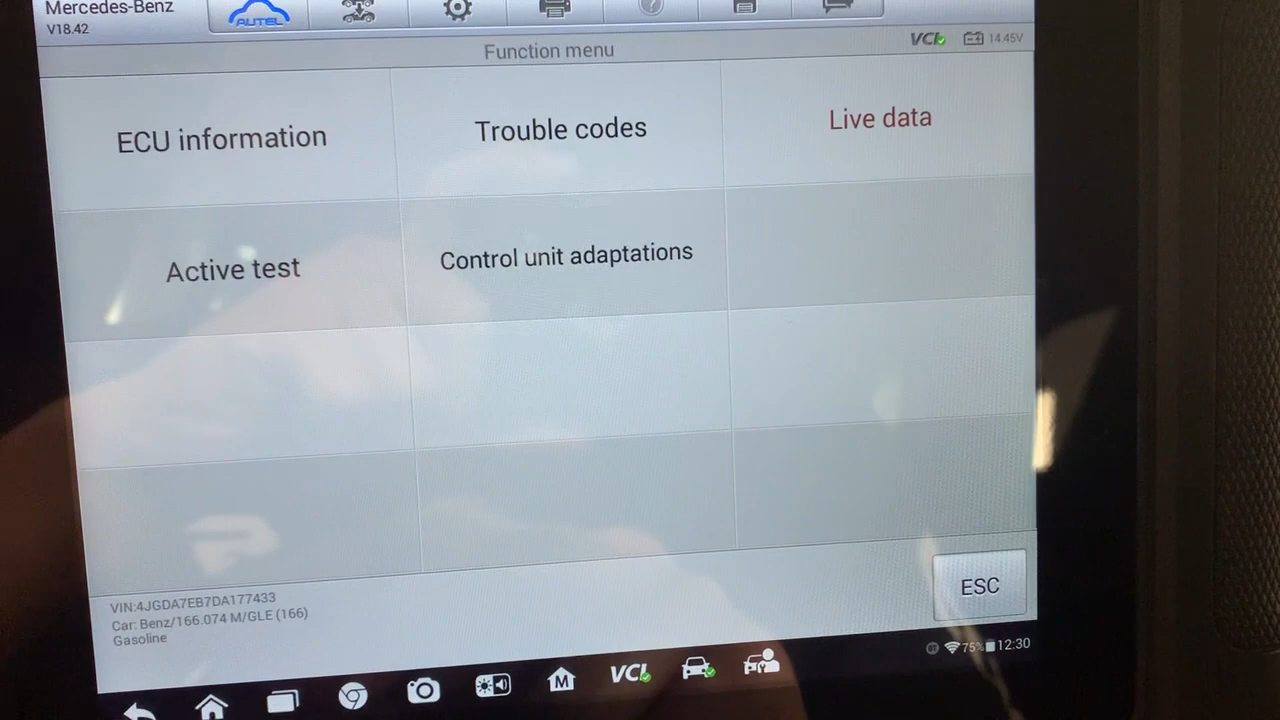 Mercedes-Benz
V18.42
AUTEL
Function menu
VCI
14.45V
ECU information
Trouble codes
Live data
Active test
Control unit adaptations
VIN:4JGDA7EB7DA177433
Car: Benz/166.074 M/GLE (166)
Gasoline
ESC
75%
12:30
M
VCI